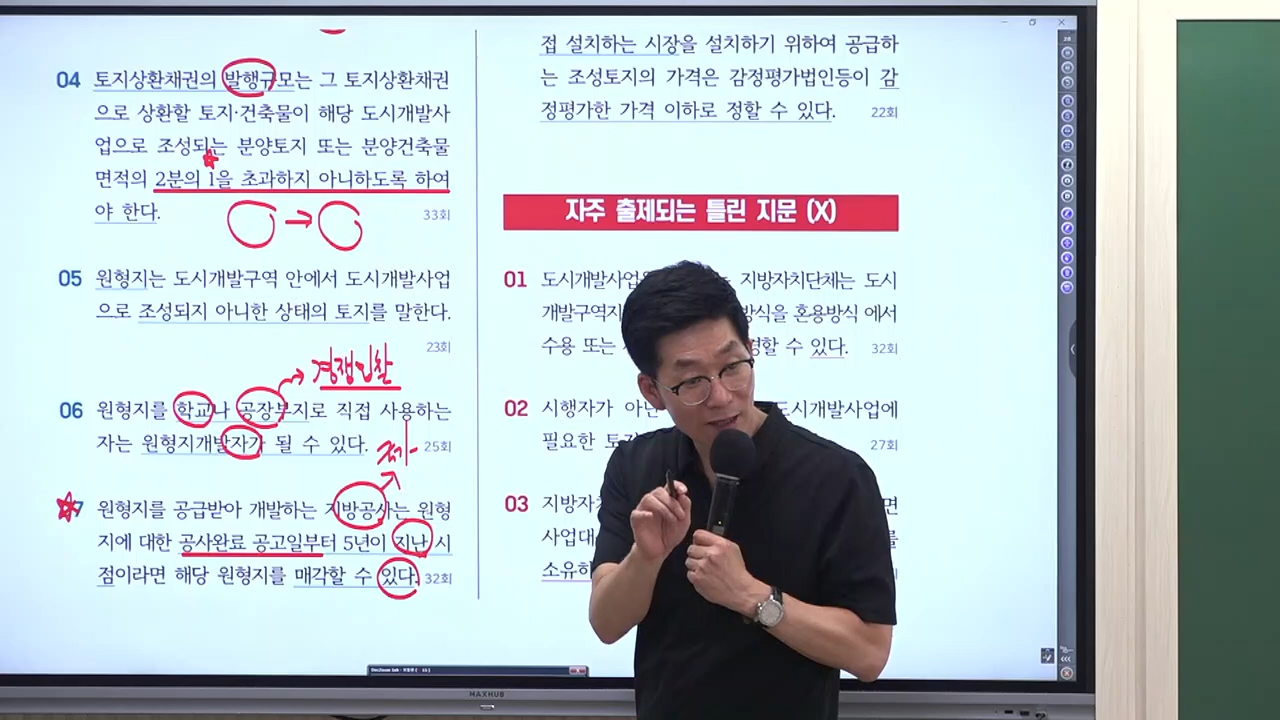 04 토지상환채권의 발행규모는 그 토지상환채권
으로 상환할 토지·건축물이 해당 도시개발사
업으로 조성되는 분양토지 또는 분양건축물
면적의 2분의 1을 초과하지 아니하도록 하여
야 한다. 33회
05 원형지는 도시개발구역 안에서 도시개발사업
으로 조성되지 아니한 상태의 토지를 말한다.
23회
경쟁입찰
06 원형지를 학교나 공장부지로 직접 사용하는
자는 원형지개발자가 될 수 있다. 25회
07 원형지를 공급받아 개발하는 지방공사는 원형
지에 대한 공사완료 공고일부터 5년이 지난 시
점이라면 해당 원형지를 매각할 수 있다. 32회
접 설치하는 시장을 설치하기 위하여 공급하
는 조성토지의 가격은 감정평가법인등이 감
정평가한 가격 이하로 정할 수 있다. 22회
자주 출제되는 틀린 지문 (X)
01 도시개발사업을 지방자치단체는 도시
개발구역지 방식을 혼용방식 에서
수용 또는 할 수 있다. 32회
02 시행자가 아닌 도시개발사업에
필요한 토지 27회
03 지방자치 면
사업대 를
소유하
MAXHUB